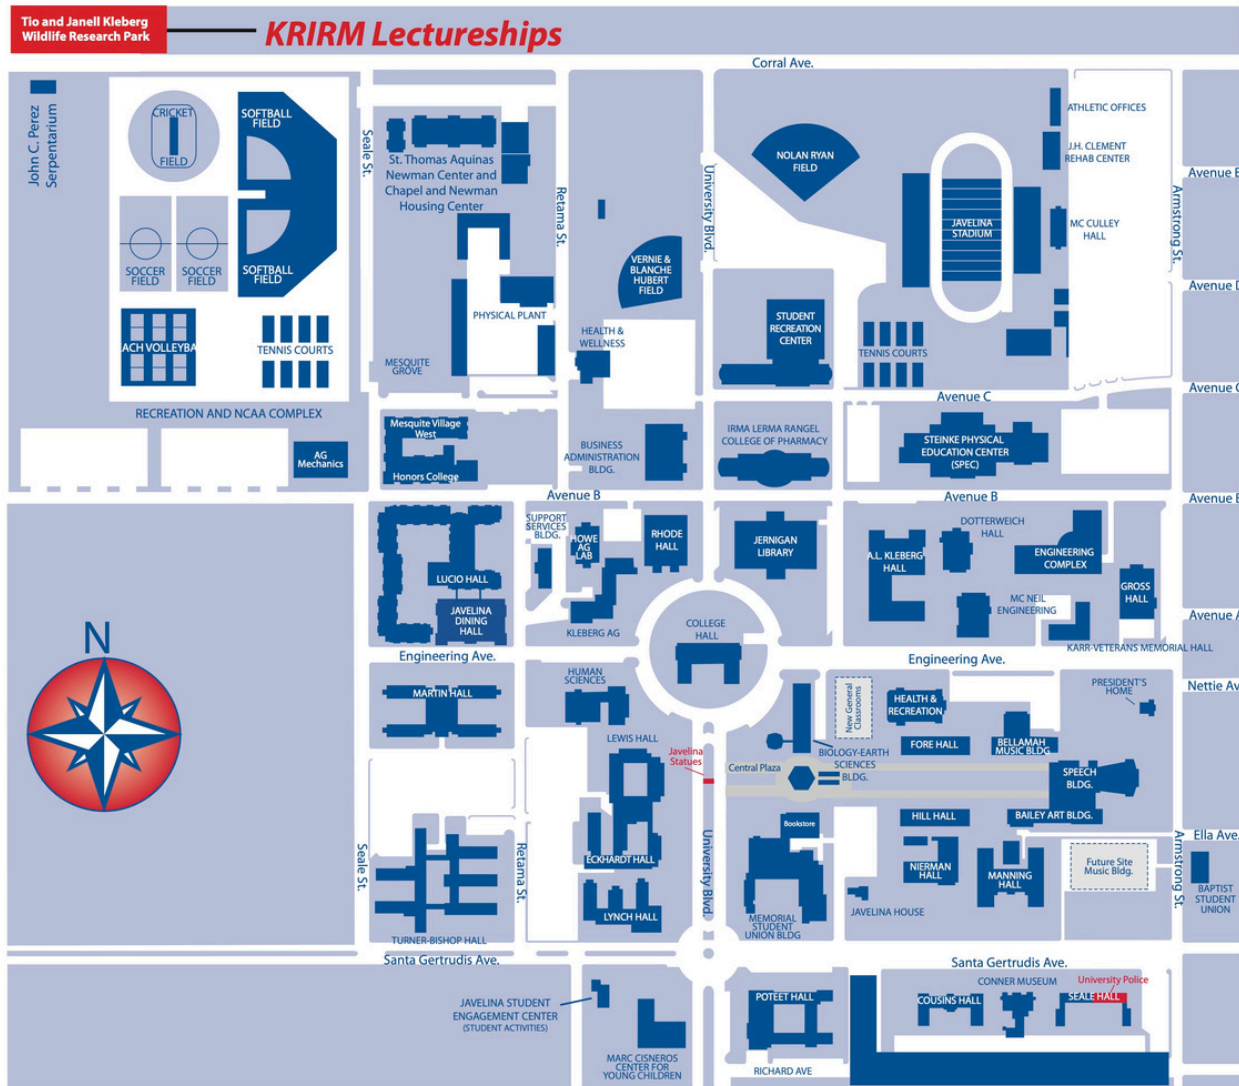 Tio and Janell Kleberg
Wildlife Research Park
KRIRM Lectureships
Corral Ave.
John C. Perez
Serpentarium
CRICKET
FIELD
SOFTBALL
FIELD
Seale St.
St. Thomas Aquinas
Newman Center and
Chapel and Newman
Housing Center
Retama St.
University Blvd.
NOLAN RYAN
FIELD
ATHLETIC OFFICES
J.H. CLEMENT
REHAB CENTER
Avenue E
JAVELINA
STADIUM
MC CULLEY
HALL
Armstrong St.
SOCCER
FIELD
SOCCER
FIELD
SOFTBALL
FIELD
VERNIE &
BLANCHE
HUBERT
FIELD
Avenue D
PHYSICAL PLANT
STUDENT
RECREATION
CENTER
HEALTH &
WELLNESS
ACH VOLLEYBA
TENNIS COURTS
MESQUITE
GROVE
TENNIS COURTS
Avenue C
Avenue C
RECREATION AND NCAA COMPLEX
Mesquite Village
West
Honors College
AG
Mechanics
BUSINESS
ADMINISTRATION
BLDG.
IRMA LERMA RANGEL
COLLEGE OF PHARMACY
STEINKE PHYSICAL
EDUCATION CENTER
(SPEC)
Avenue B
Avenue B
Avenue B
SUPPORT
SERVICES
BLDG.
HOWE
AG
LAB
RHODE
HALL
JERNIGAN
LIBRARY
A.L. KLEBERG
HALL
DOTTERWEICH
HALL
ENGINEERING
COMPLEX
LUCIO HALL
JAVELINA
DINING
HALL
KLEBERG AG
COLLEGE
HALL
MC NEIL
ENGINEERING
GROSS
HALL
Avenue A
KARR-VETERANS MEMORIAL HALL
Engineering Ave.
Engineering Ave.
N
MARTIN HALL
HUMAN
SCIENCES
New General
Classrooms
HEALTH &
RECREATION
PRESIDENT'S
HOME
Nettie Av
LEWIS HALL
Javelina
Statues
BIOLOGY-EARTH
SCIENCES
BLDG.
FORE HALL
BELLAMAH
MUSIC BLDG
Central Plaza
SPEECH
BLDG.
Bookstore
HILL HALL
BAILEY ART BLDG.
Seale St.
Retama St.
University Blvd.
Armstrong St.
Ella Ave.
ECKHARDT HALL
NIERMAN
HALL
MANNING
HALL
Future Site
Music Bldg.
BAPTIST
STUDENT
UNION
LYNCH HALL
MEMORIAL
STUDENT
UNION BLDG
JAVELINA HOUSE
TURNER-BISHOP HALL
Santa Gertrudis Ave.
Santa Gertrudis Ave.
JAVELINA STUDENT
ENGAGEMENT CENTER
(STUDENT ACTIVITIES)
POTEET HALL
COUSINS HALL
CONNER MUSEUM
University Police
SEALE HALL
MARC CISNEROS
CENTER FOR
YOUNG CHILDREN
RICHARD AVE